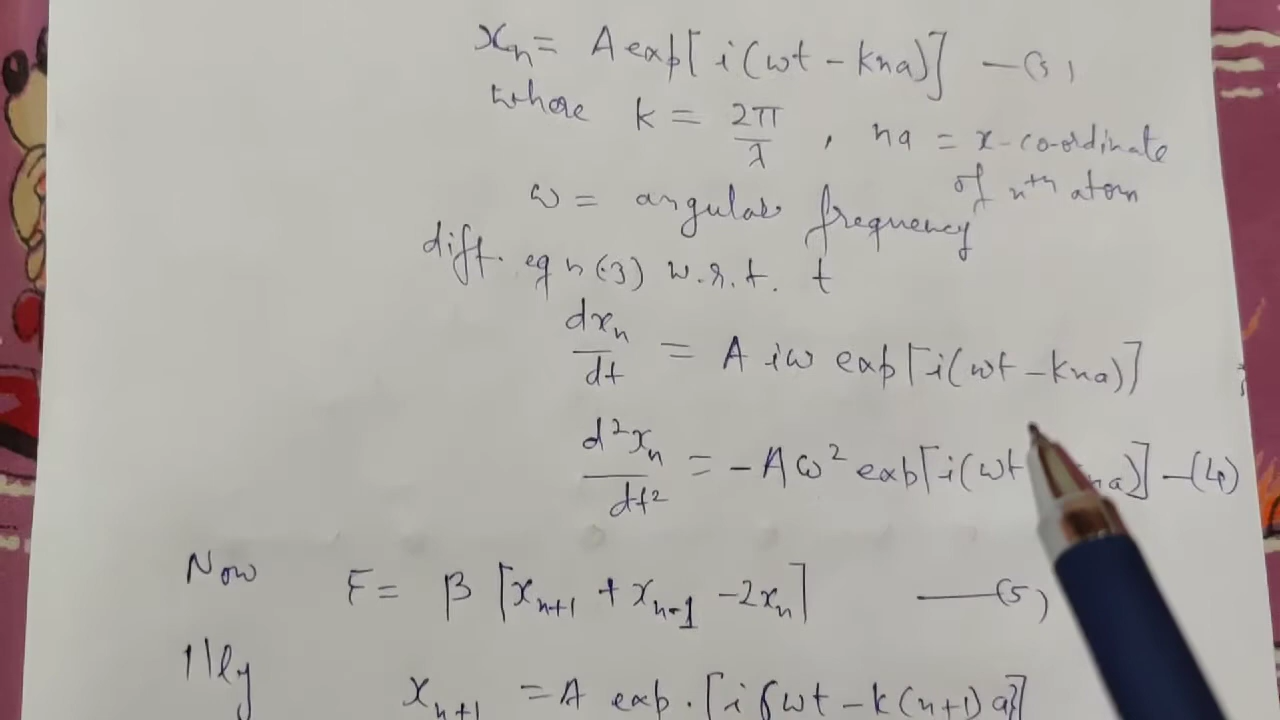 xₙ = A exp[i(ωt - kna)] —(3)
where k = 2π/λ , na = x-co-ordinate of nᵗʰ atom
ω = angular frequency
diff. eqn (3) w.r.t. t
dxₙ/dt = A iω exp[i(ωt - kna)]
d²xₙ/dt² = -Aω² exp[i(ωt na)] —(4)
Now F = β [xₙ₊₁ + xₙ₋₁ - 2xₙ] —(5)
11ly xₙ₊₁ = A exp. [i{ωt - k(n+1)a}]